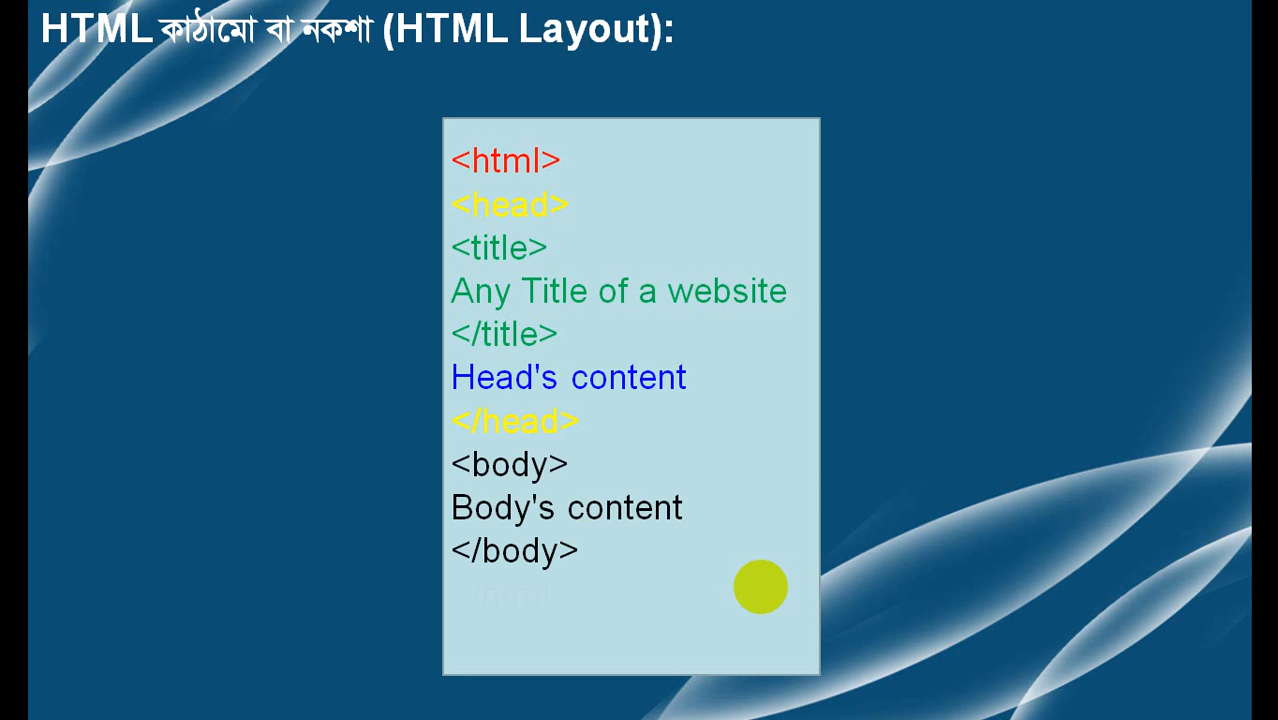 HTML কাঠামো বা নকশা (HTML Layout):
<html>
<head>
<title>
Any Title of a website
</title>
Head's content
</head>
<body>
Body's content
</body>